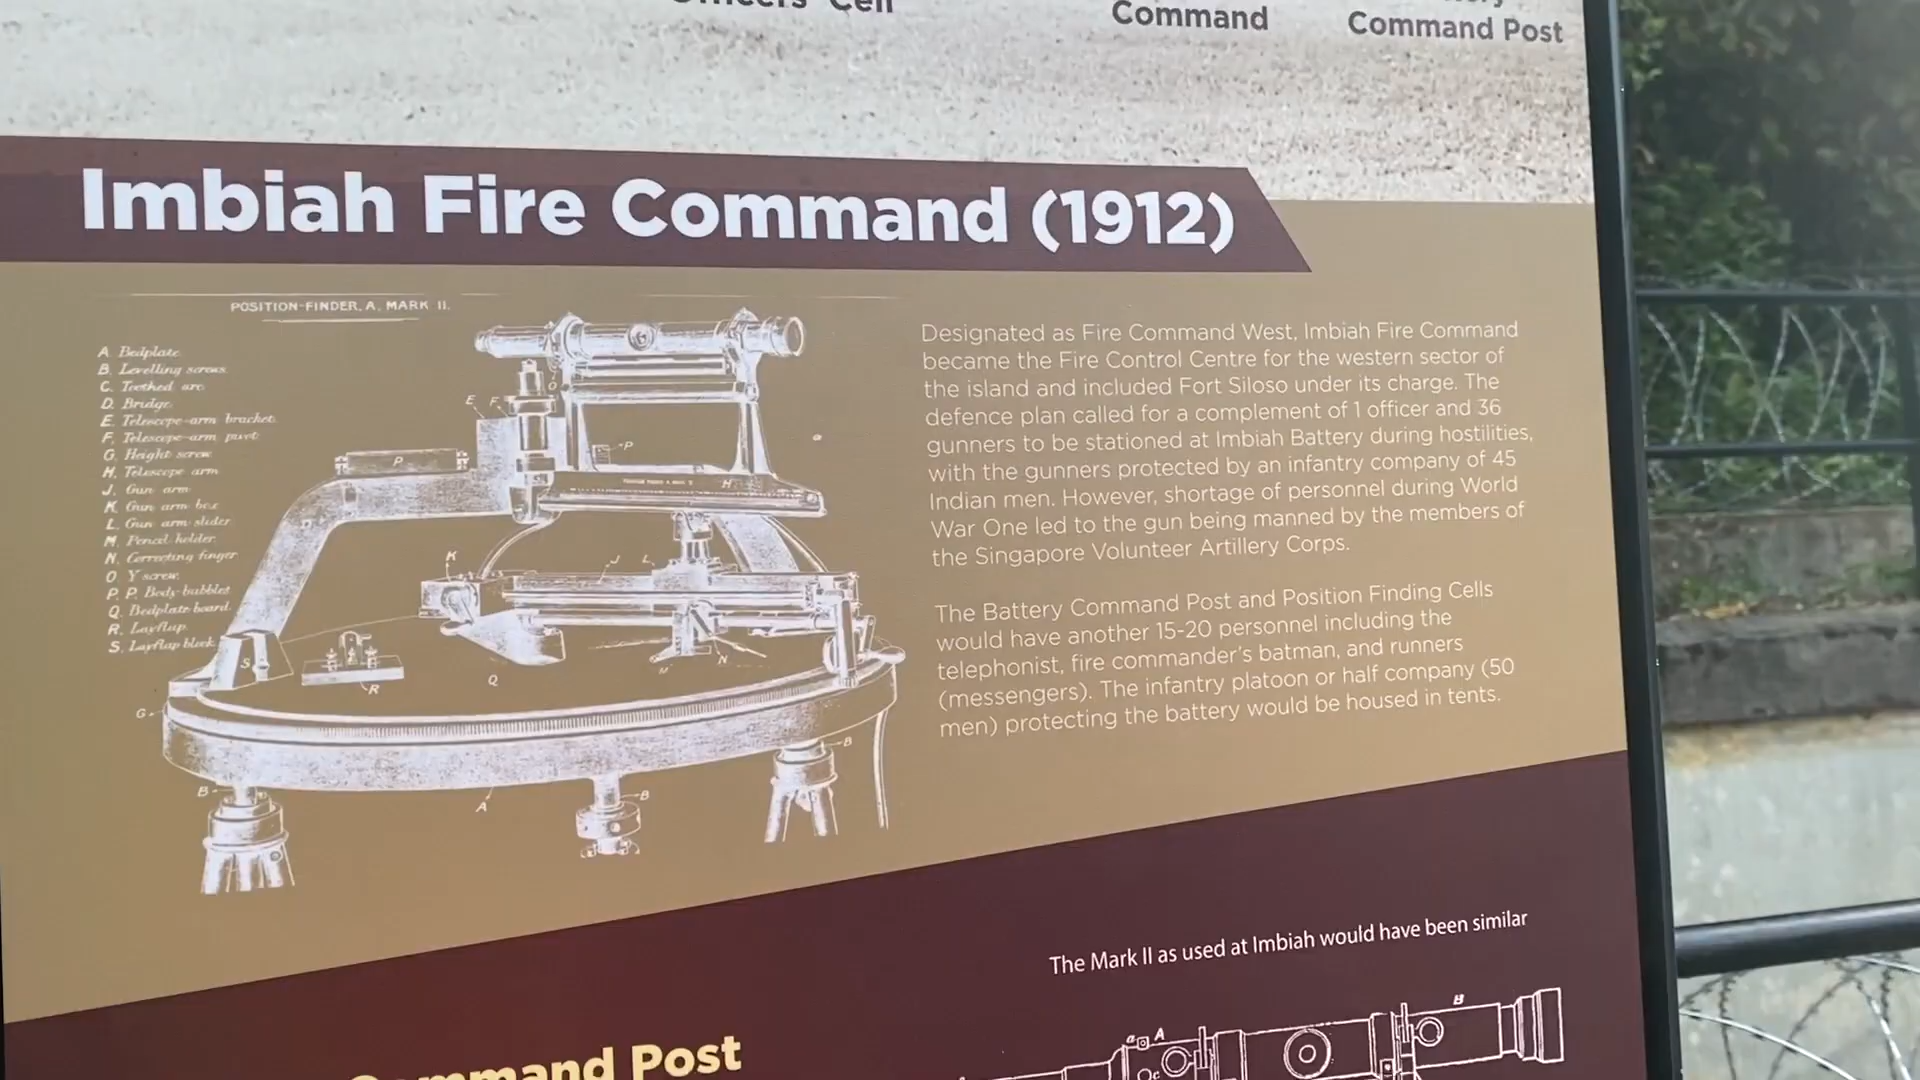 Cell
Command
Command Post
Imbiah Fire Command (1912)
POSITION-FINDER, A, MARK II.
A. Bedplate
B. Levelling screws
C. Toothed arc
D. Bridge
E. Telescope-arm bracket
F. Telescope-arm pivot
G. Height screw
H. Telescope arm
J. Gun arm
K. Gun arm box
L. Gun arm slider
M. Pencil holder
N. Correcting finger
O Y screw
P. P. Body-bubbles
Q. Bedplate board
R. Layflap
S. Layflap block
Designated as Fire Command West, Imbiah Fire Command
became the Fire Control Centre for the western sector of
the island and included Fort Siloso under its charge. The
defence plan called for a complement of 1 officer and 36
gunners to be stationed at Imbiah Battery during hostilities,
with the gunners protected by an infantry company of 45
Indian men. However, shortage of personnel during World
War One led to the gun being manned by the members of
the Singapore Volunteer Artillery Corps.
The Battery Command Post and Position Finding Cells
would have another 15-20 personnel including the
telephonist, fire commander's batman, and runners
(messengers). The infantry platoon or half company (50
men) protecting the battery would be housed in tents.
The Mark II as used at Imbiah would have been similar
Command Post